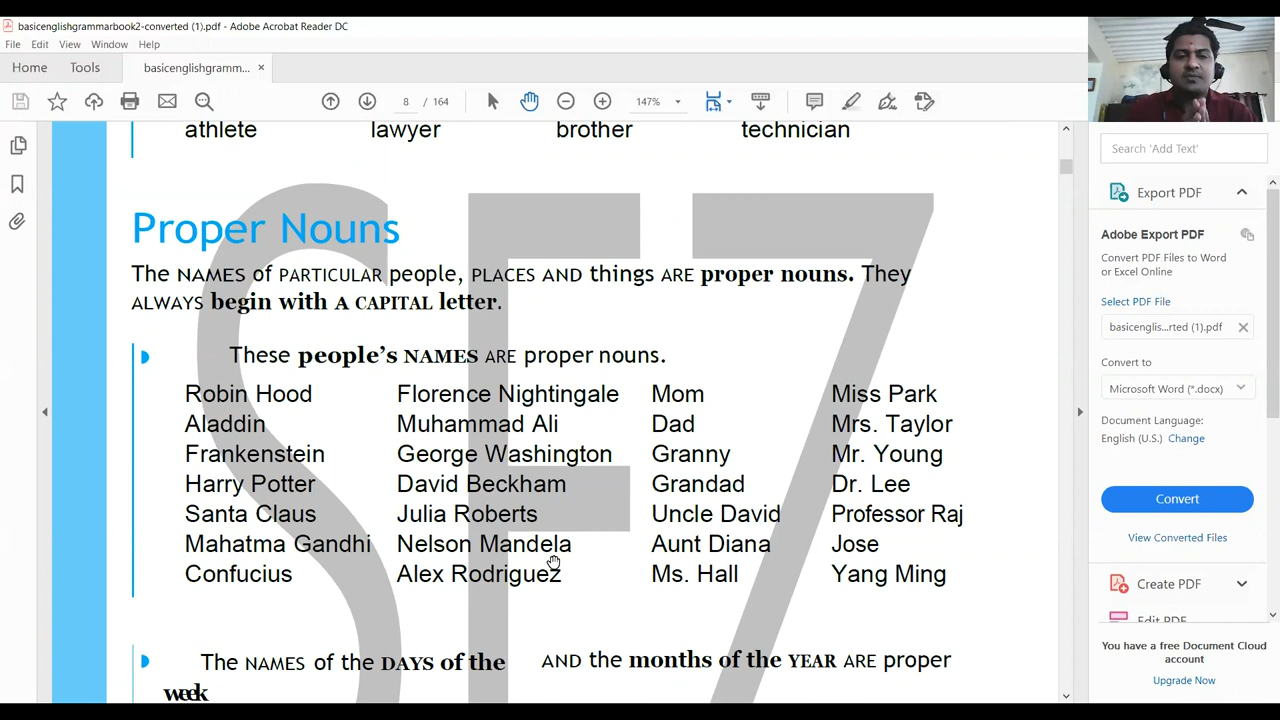 basicenglishgrammarbook2-converted (1).pdf - Adobe Acrobat Reader DC
File Edit View Window Help
Home Tools basicenglishgramm... ×
8 / 164 147%
athlete lawyer brother technician
SE7
Proper Nouns
The NAMES of PARTICULAR people, PLACES AND things ARE proper nouns. They
ALWAYS begin with A CAPITAL letter.
These people's NAMES ARE proper nouns.
Robin Hood Florence Nightingale Mom Miss Park
Aladdin Muhammad Ali Dad Mrs. Taylor
Frankenstein George Washington Granny Mr. Young
Harry Potter David Beckham Grandad Dr. Lee
Santa Claus Julia Roberts Uncle David Professor Raj
Mahatma Gandhi Nelson Mandela Aunt Diana Jose
Confucius Alex Rodriguez Ms. Hall Yang Ming
The NAMES of the DAYS of the AND the months of the YEAR ARE proper
week
Search 'Add Text'
Export PDF
Adobe Export PDF
Convert PDF Files to Word
or Excel Online
Select PDF File
basicenglis...rted (1).pdf
Convert to
Microsoft Word (*.docx)
Document Language:
English (U.S.) Change
Convert
View Converted Files
Create PDF
Edit PDF
You have a free Document Cloud
account
Upgrade Now